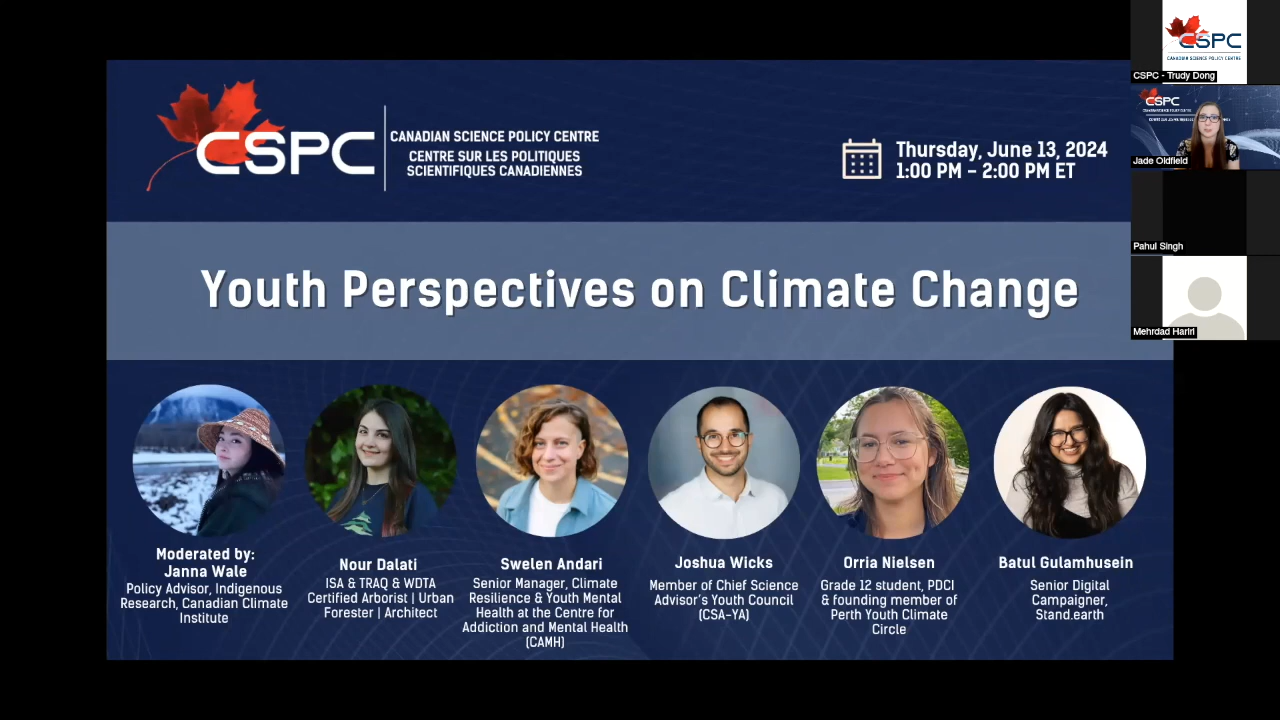 CSPC
CANADIAN SCIENCE POLICY CENTRE
CENTRE SUR LES POLITIQUES
SCIENTIFIQUES CANADIENNES
Thursday, June 13, 2024
1:00 PM – 2:00 PM ET
Youth Perspectives on Climate Change
Moderated by:
Janna Wale
Policy Advisor, Indigenous
Research, Canadian Climate
Institute
Nour Dalati
ISA & TRAQ & WDTA
Certified Arborist | Urban
Forester | Architect
Swelen Andari
Senior Manager, Climate
Resilience & Youth Mental
Health at the Centre for
Addiction and Mental Health
(CAMH)
Joshua Wicks
Member of Chief Science
Advisor's Youth Council
(CSA-YA)
Orria Nielsen
Grade 12 student, PDCI
& founding member of
Perth Youth Climate
Circle
Batul Gulamhusein
Senior Digital
Campaigner,
Stand.earth
CSPC
CANADIAN SCIENCE POLICY CENTRE
CSPC - Trudy Dong
CSPC
Jade Oldfield
Pahul Singh
Mehrdad Hariri